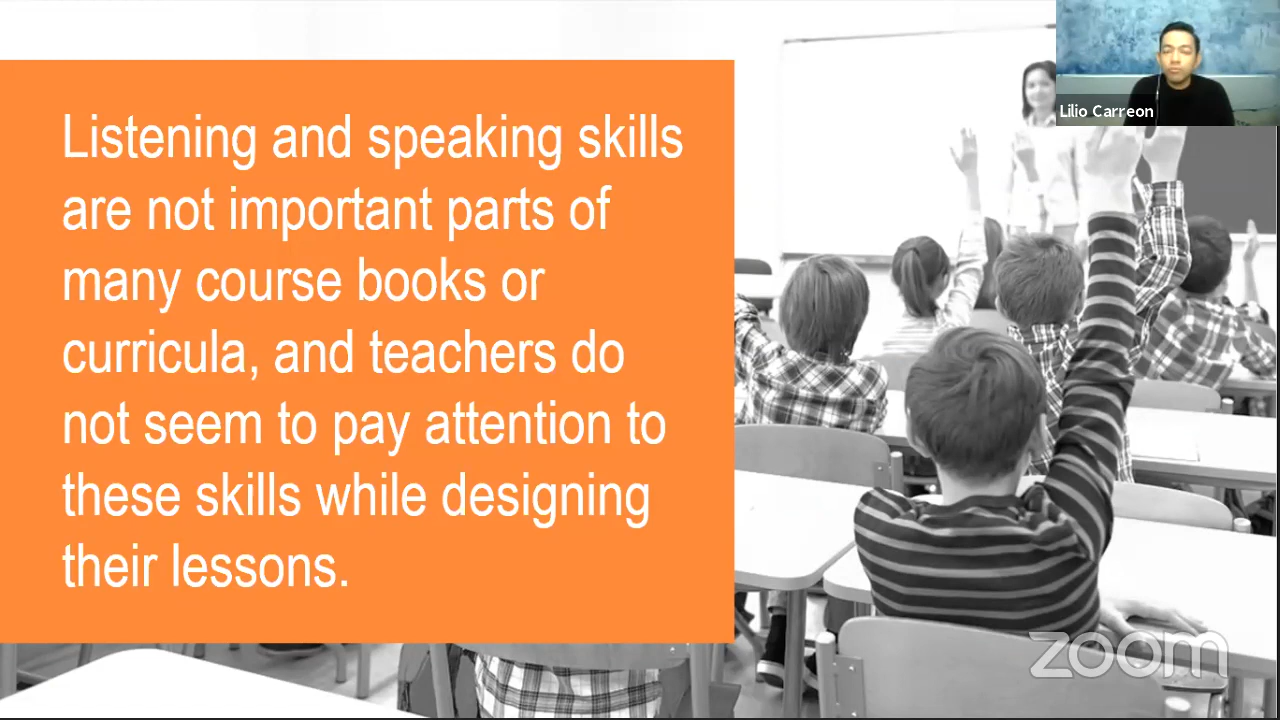 Listening and speaking skills
are not important parts of
many course books or
curricula, and teachers do
not seem to pay attention to
these skills while designing
their lessons.
Lilio Carreon
zoom